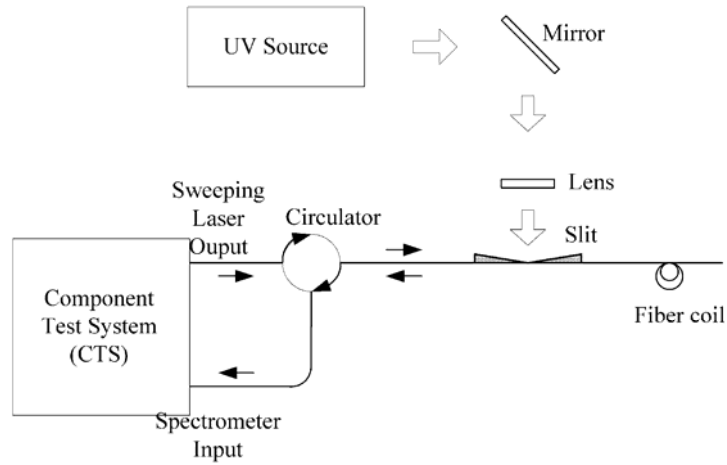 UV Source
Mirror
Lens
Sweeping
Laser
Ouput
Circulator
Slit
Component
Test System
(CTS)
Fiber coil
Spectrometer
Input